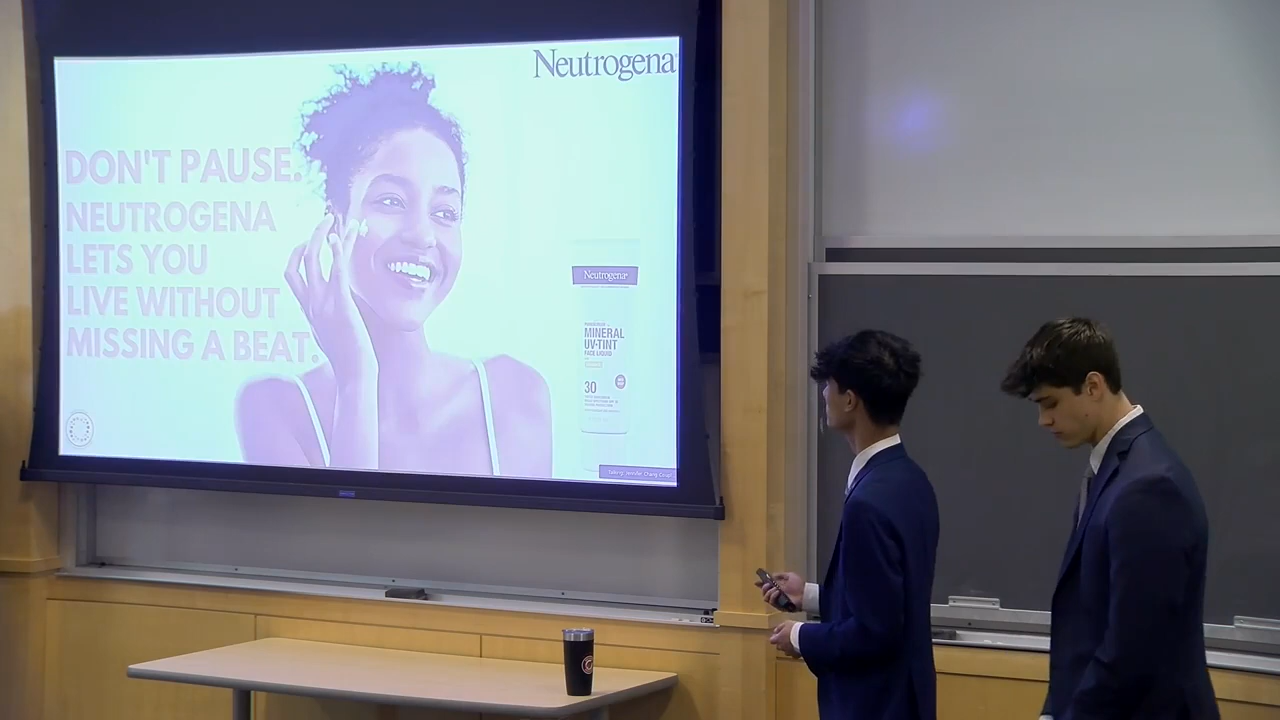 Neutrogena
DON'T PAUSE.
NEUTROGENA
LETS YOU
LIVE WITHOUT
MISSING A BEAT.
Neutrogena
MINERAL
UV-TINT
FACE LIQUID
30